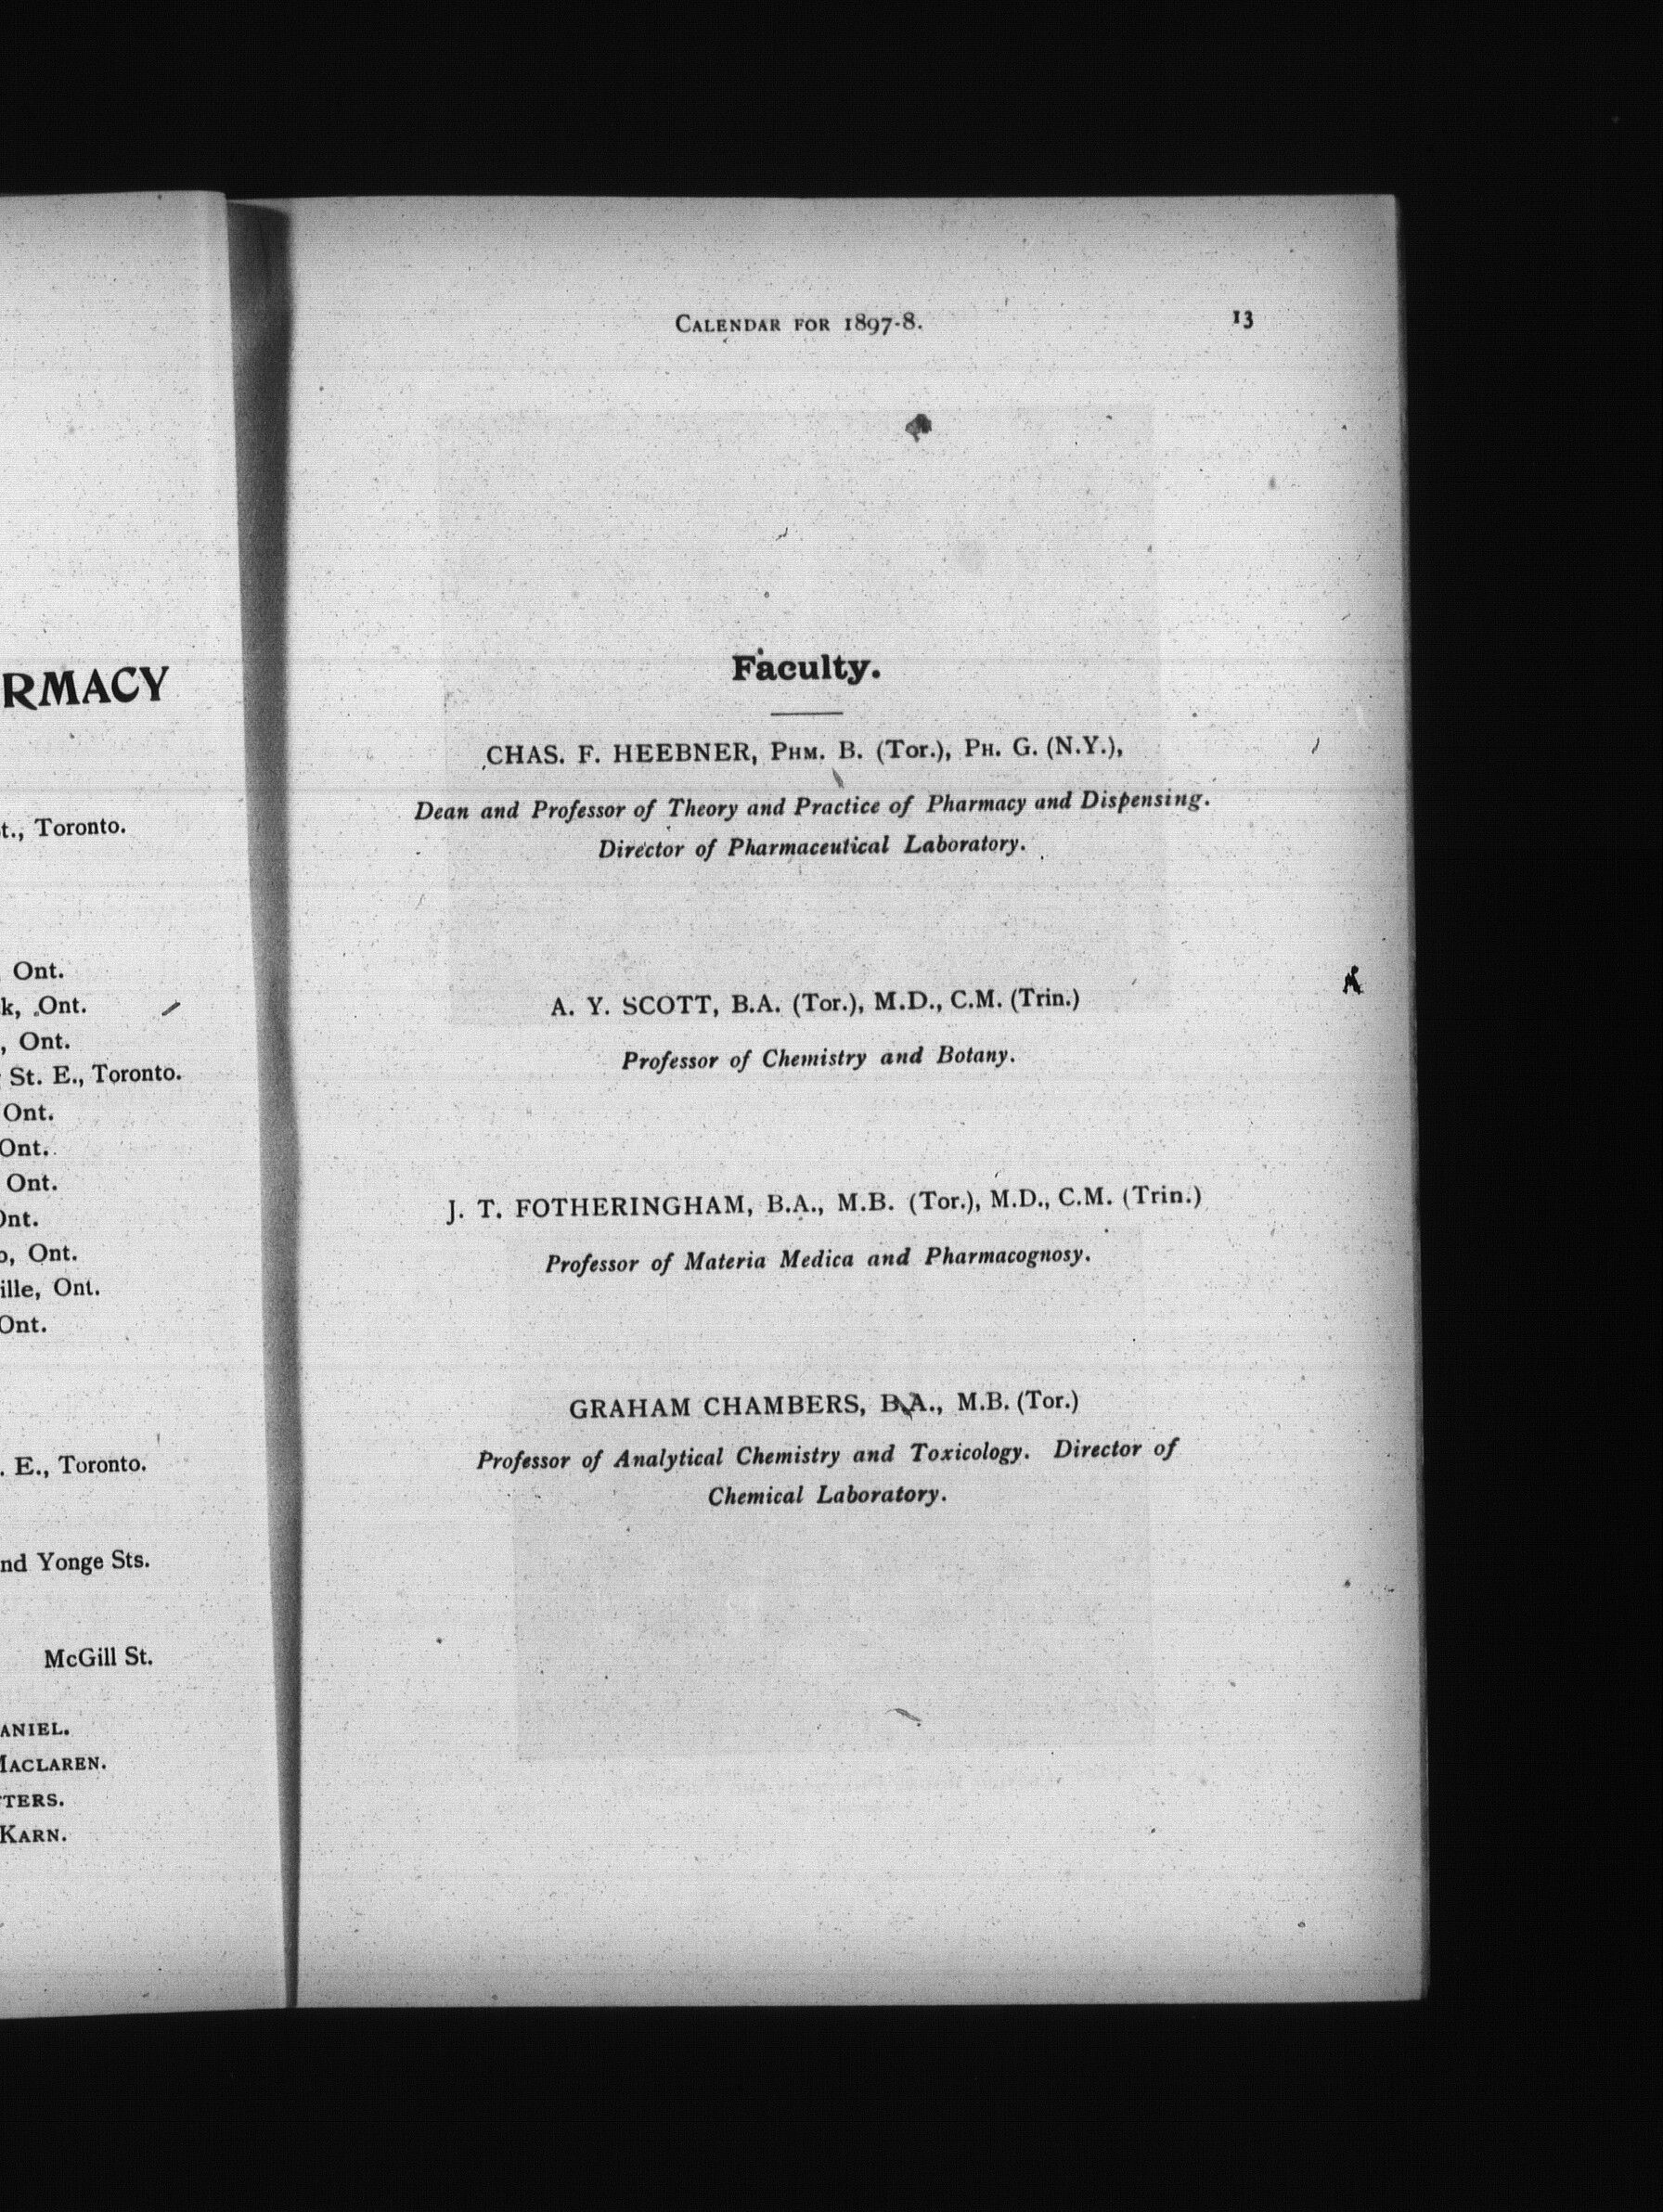 RMACY
t., Toronto.
Ont.
k, Ont.
, Ont.
St. E., Toronto.
Ont.
Ont.
Ont.
Ont.
o, Ont.
ille, Ont.
Ont.
. E., Toronto.
nd Yonge Sts.
McGill St.
ANIEL.
MACLAREN.
TTERS.
KARN.
CALENDAR FOR 1897-8. 13
Faculty.
CHAS. F. HEEBNER, PHM. B. (Tor.), PH. G. (N.Y.),
Dean and Professor of Theory and Practice of Pharmacy and Dispensing.
Director of Pharmaceutical Laboratory.
A. Y. SCOTT, B.A. (Tor.), M.D., C.M. (Trin.)
Professor of Chemistry and Botany.
J. T. FOTHERINGHAM, B.A., M.B. (Tor.), M.D., C.M. (Trin.)
Professor of Materia Medica and Pharmacognosy.
GRAHAM CHAMBERS, B.A., M.B. (Tor.)
Professor of Analytical Chemistry and Toxicology. Director of
Chemical Laboratory.